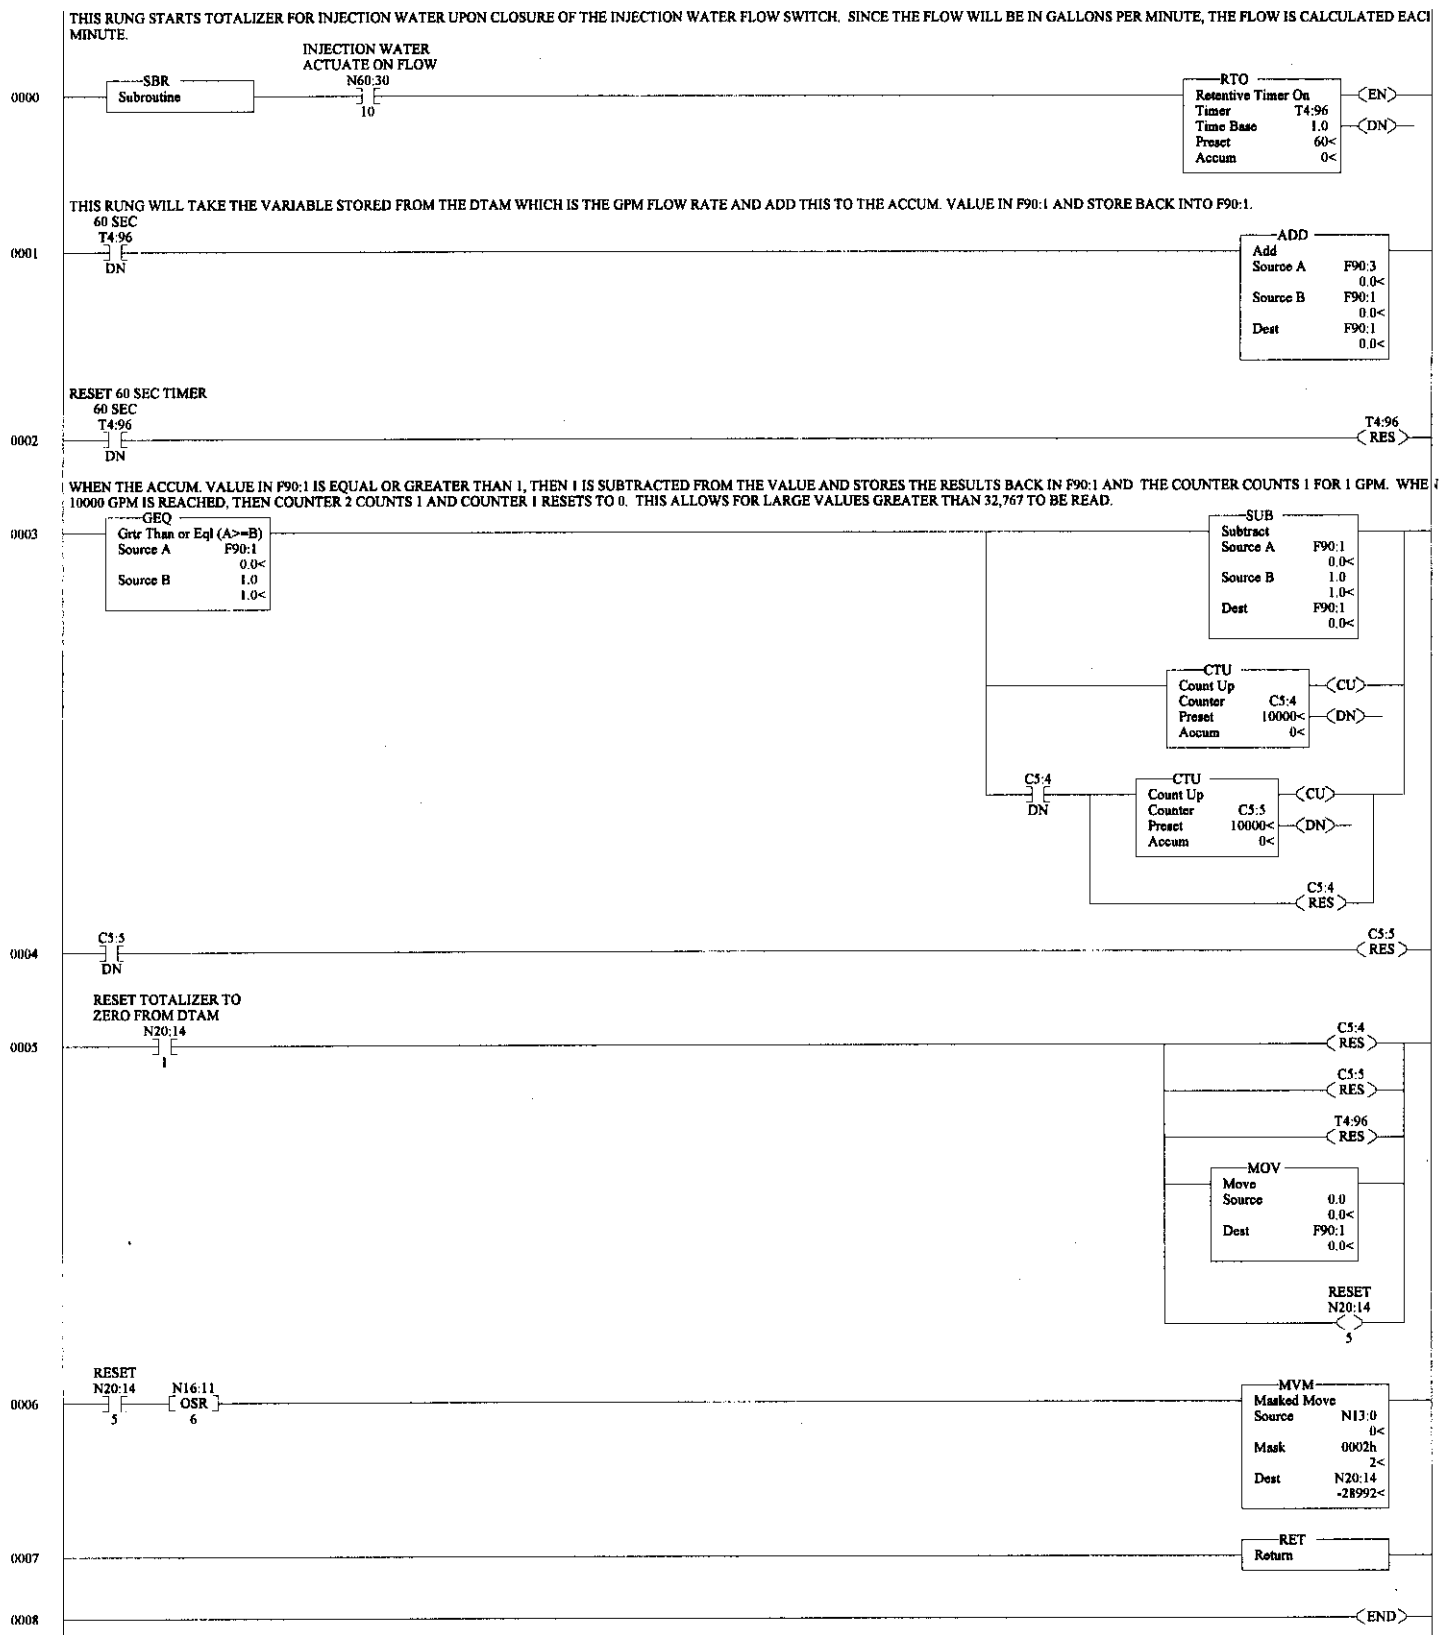 THIS RUNG STARTS TOTALIZER FOR INJECTION WATER UPON CLOSURE OF THE INJECTION WATER FLOW SWITCH. SINCE THE FLOW WILL BE IN GALLONS PER MINUTE, THE FLOW IS CALCULATED EACH
MINUTE.
INJECTION WATER
ACTUATE ON FLOW
N60:30
10
0000
SBR
Subroutine
RTO
Retentive Timer On
Timer T4:96
Time Base 1.0
Preset 60<
Accum 0<
EN
DN
THIS RUNG WILL TAKE THE VARIABLE STORED FROM THE DTAM WHICH IS THE GPM FLOW RATE AND ADD THIS TO THE ACCUM. VALUE IN F90:1 AND STORE BACK INTO F90:1.
60 SEC
T4:96
DN
0001
ADD
Add
Source A F90:3
0.0<
Source B F90:1
0.0<
Dest F90:1
0.0<
RESET 60 SEC TIMER
60 SEC
T4:96
DN
0002
T4:96
RES
WHEN THE ACCUM. VALUE IN F90:1 IS EQUAL OR GREATER THAN 1, THEN 1 IS SUBTRACTED FROM THE VALUE AND STORES THE RESULTS BACK IN F90:1 AND THE COUNTER COUNTS 1 FOR 1 GPM. WHE
10000 GPM IS REACHED, THEN COUNTER 2 COUNTS 1 AND COUNTER 1 RESETS TO 0. THIS ALLOWS FOR LARGE VALUES GREATER THAN 32,767 TO BE READ.
0003
GEQ
Grtr Than or Eql (A>=B)
Source A F90:1
0.0<
Source B 1.0
1.0<
SUB
Subtract
Source A F90:1
0.0<
Source B 1.0
1.0<
Dest F90:1
0.0<
CTU
Count Up
Counter C5:4
Preset 10000<
Accum 0<
CU
DN
C5:4
DN
CTU
Count Up
Counter C5:5
Preset 10000<
Accum 0<
CU
DN
C5:4
RES
0004
C5:5
DN
C5:5
RES
RESET TOTALIZER TO
ZERO FROM DTAM
N20:14
1
0005
C5:4
RES
C5:5
RES
T4:96
RES
MOV
Move
Source 0.0
0.0<
Dest F90:1
0.0<
RESET
N20:14
5
0006
RESET
N20:14
5
N16:11
OSR
6
MVM
Masked Move
Source N13:0
0<
Mask 0002h
2<
Dest N20:14
-28992<
0007
RET
Return
0008
END